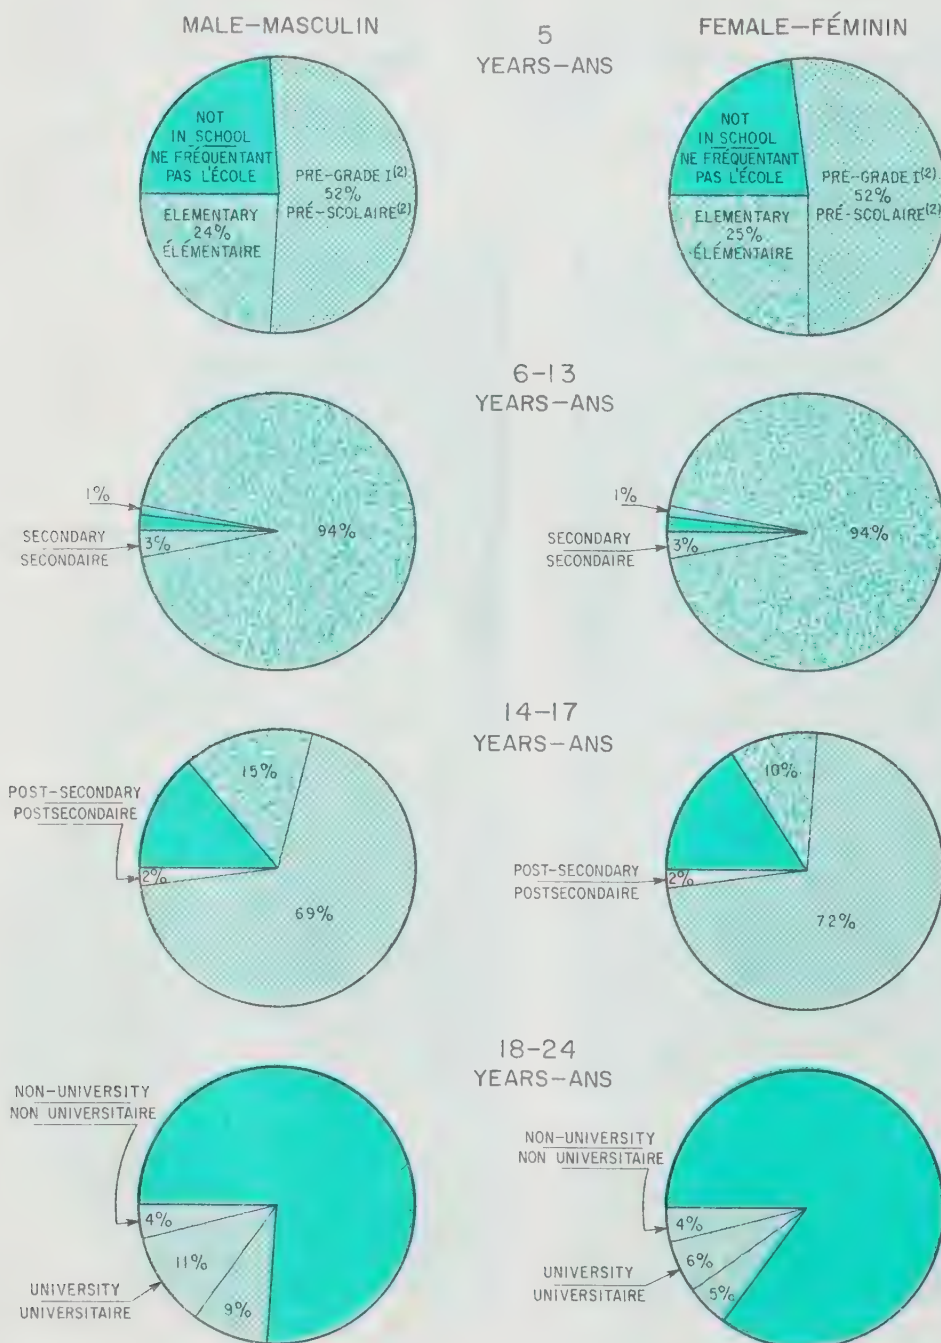 MALE—MASCULIN
5
YEARS—ANS
FEMALE—FÉMININ
NOT
IN SCHOOL
NE FRÉQUENTANT
PAS L'ÉCOLE
PRE-GRADE I(2)
52%
PRÉ-SCOLAIRE(2)
ELEMENTARY
24%
ÉLÉMENTAIRE
NOT
IN SCHOOL
NE FRÉQUENTANT
PAS L'ÉCOLE
PRE-GRADE I(2)
52%
PRÉ-SCOLAIRE(2)
ELEMENTARY
25%
ÉLÉMENTAIRE
6-13
YEARS—ANS
1%
94%
SECONDARY
SECONDAIRE
3%
1%
94%
SECONDARY
SECONDAIRE
3%
14-17
YEARS—ANS
15%
POST-SECONDARY
POSTSECONDAIRE
2%
69%
10%
POST-SECONDARY
POSTSECONDAIRE
2%
72%
18-24
YEARS—ANS
NON-UNIVERSITY
NON UNIVERSITAIRE
4%
11%
UNIVERSITY
UNIVERSITAIRE
9%
NON-UNIVERSITY
NON UNIVERSITAIRE
4%
6%
UNIVERSITY
UNIVERSITAIRE
5%